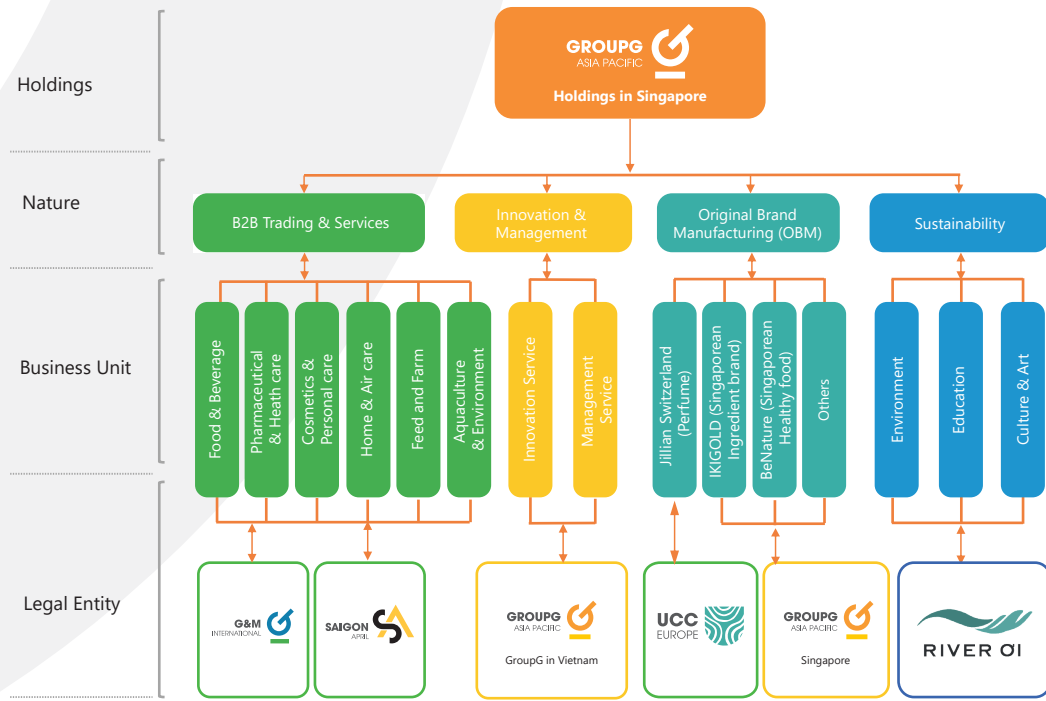 GROUPG
ASIA PACIFIC
Holdings in Singapore
Holdings
Nature
B2B Trading & Services
Innovation &
Management
Original Brand
Manufacturing (OBM)
Sustainability
Business Unit
Food & Beverage
Pharmaceutical
& Heath care
Cosmetics &
Personal care
Home & Air care
Feed and Farm
Aquaculture
& Environment
Innovation Service
Management
Service
Jillian Switzerland
(Perfume)
IKIGOLD (Singaporean
Ingredient brand)
BeNature (Singaporean
Healthy food)
Others
Environment
Education
Culture & Art
Legal Entity
G&M
INTERNATIONAL
SAIGON
APRIL
GROUPG
ASIA PACIFIC
GroupG in Vietnam
UCC
EUROPE
GROUPG
ASIA PACIFIC
Singapore
RIVER ƠI